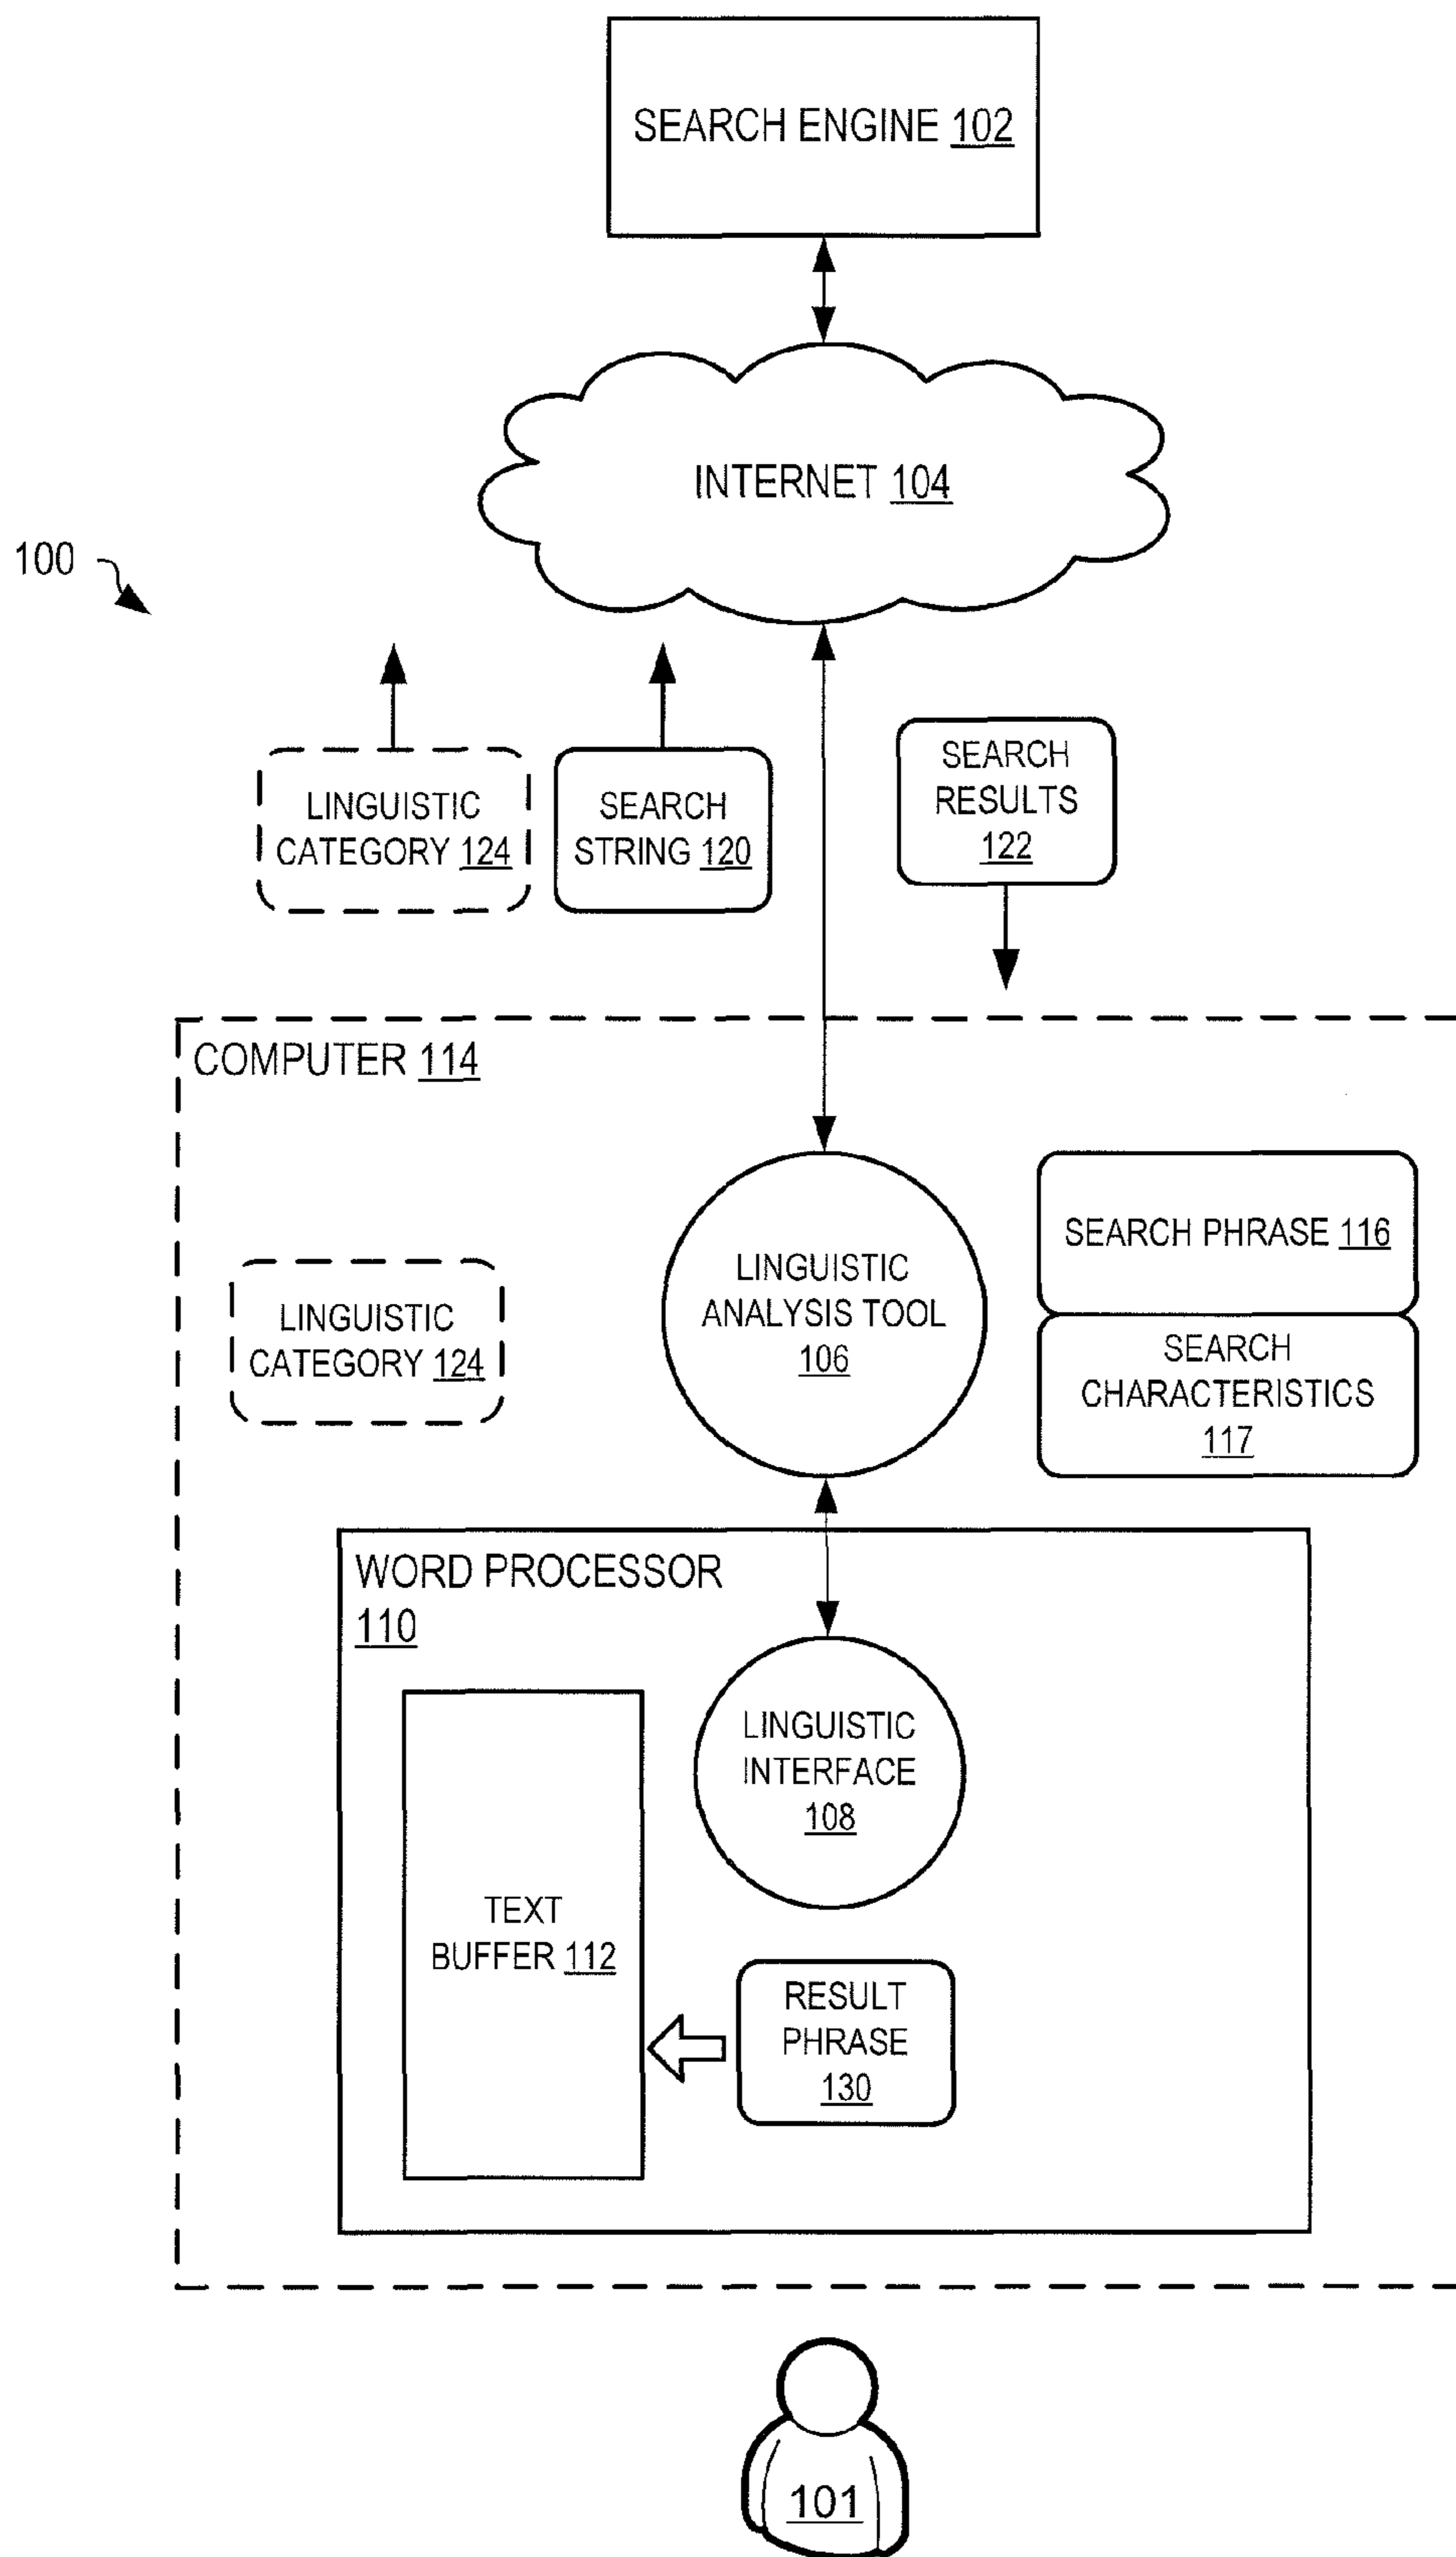 SEARCH ENGINE 102
INTERNET 104
100
LINGUISTIC
CATEGORY 124
SEARCH
STRING 120
SEARCH
RESULTS
122
COMPUTER 114
LINGUISTIC
CATEGORY 124
LINGUISTIC
ANALYSIS TOOL
106
SEARCH PHRASE 116
SEARCH
CHARACTERISTICS
117
WORD PROCESSOR
110
LINGUISTIC
INTERFACE
108
TEXT
BUFFER 112
RESULT
PHRASE
130
101